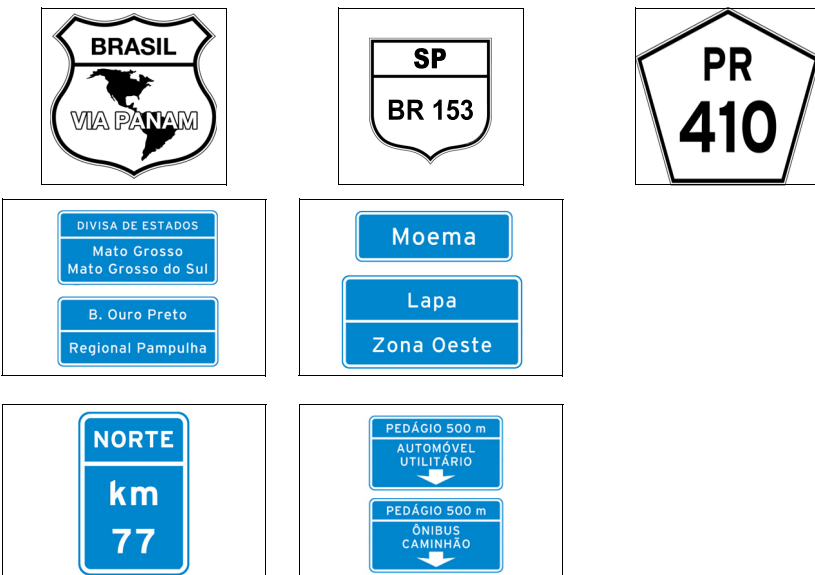 BRASIL
VIA PANAM
SP
BR 153
PR
410
DIVISA DE ESTADOS
Mato Grosso
Mato Grosso do Sul
B. Ouro Preto
Regional Pampulha
Moema
Lapa
Zona Oeste
NORTE
km
77
PEDÁGIO 500 m
AUTOMÓVEL
UTILITÁRIO
PEDÁGIO 500 m
ÔNIBUS
CAMINHÃO